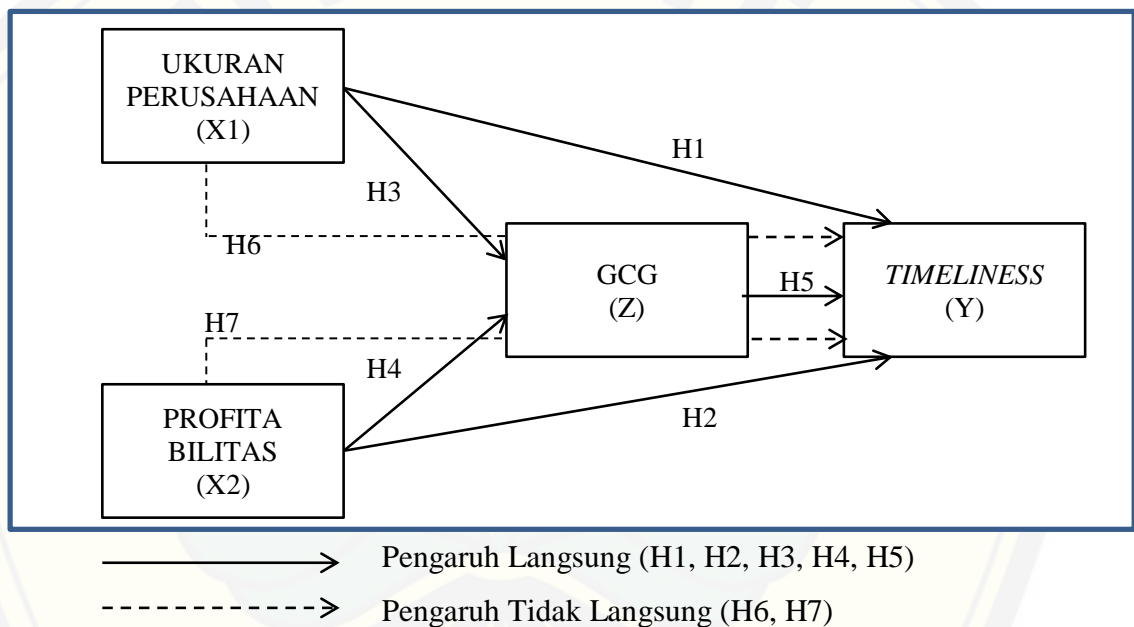 UKURAN
PERUSAHAAN
(X1)
H1
H3
H6
GCG
(Z)
H5
TIMELINESS
(Y)
H7
H4
H2
PROFITA
BILITAS
(X2)
Pengaruh Langsung (H1, H2, H3, H4, H5)
Pengaruh Tidak Langsung (H6, H7)